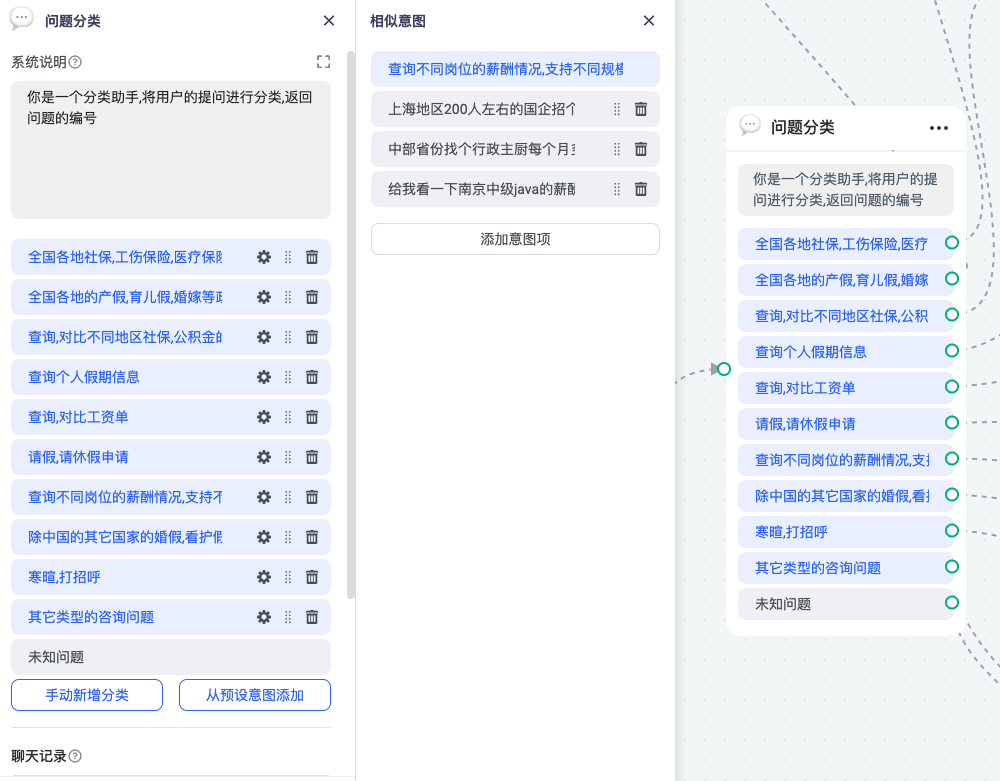 问题分类
系统说明
你是一个分类助手,将用户的提问进行分类,返回
问题的编号
全国各地社保,工伤保险,医疗保险
全国各地的产假,育儿假,婚嫁等
查询,对比不同地区社保,公积金的
查询个人假期信息
查询,对比工资单
请假,请休假申请
查询不同岗位的薪酬情况,支持不
除中国的其它国家的婚假,看护假
寒暄,打招呼
其它类型的咨询问题
未知问题
手动新增分类
从预设意图添加
聊天记录
相似意图
查询不同岗位的薪酬情况,支持不同规模
上海地区200人左右的国企招个
中部省份找个行政主厨每个月
给我看一下南京中级java的薪酬
添加意图项
问题分类
你是一个分类助手,将用户的提
问进行分类,返回问题的编号
全国各地社保,工伤保险,医疗
全国各地的产假,育儿假,婚嫁
查询,对比不同地区社保,公积
查询个人假期信息
查询,对比工资单
请假,请休假申请
查询不同岗位的薪酬情况,支
除中国的其它国家的婚假,看
寒暄,打招呼
其它类型的咨询问题
未知问题